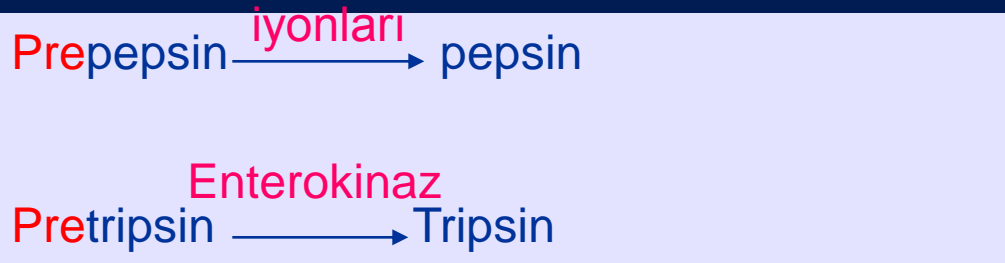 iyonları
Prepepsin pepsin
Enterokinaz
Pretripsin Tripsin